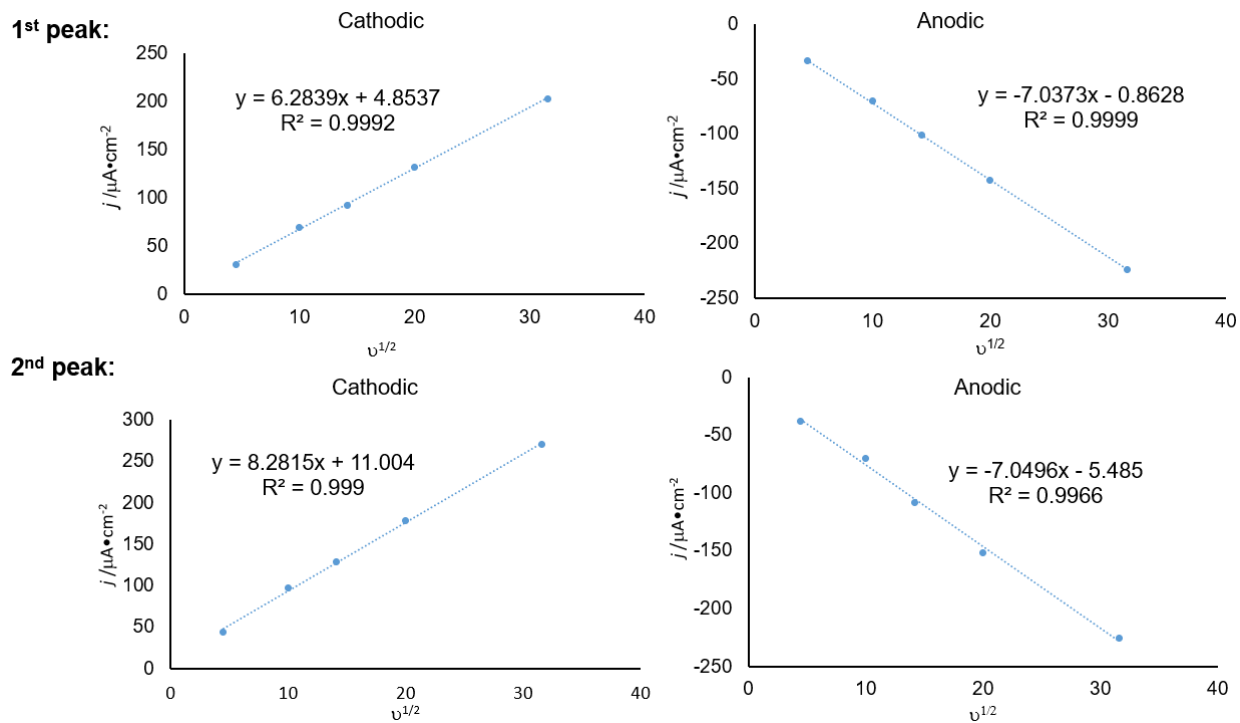 1st peak:
Cathodic
250
200
150
100
50
0
j /µA•cm-2
y = 6.2839x + 4.8537
R² = 0.9992
0 10 20 30 40
υ1/2
Anodic
0
-50
-100
-150
-200
-250
j /µA•cm-2
y = -7.0373x - 0.8628
R² = 0.9999
0 10 20 30 40
υ1/2
2nd peak:
Cathodic
300
250
200
150
100
50
0
j /µA•cm-2
y = 8.2815x + 11.004
R² = 0.999
0 10 20 30 40
υ1/2
Anodic
0
-50
-100
-150
-200
-250
j /µA•cm-2
y = -7.0496x - 5.485
R² = 0.9966
0 10 20 30 40
υ1/2